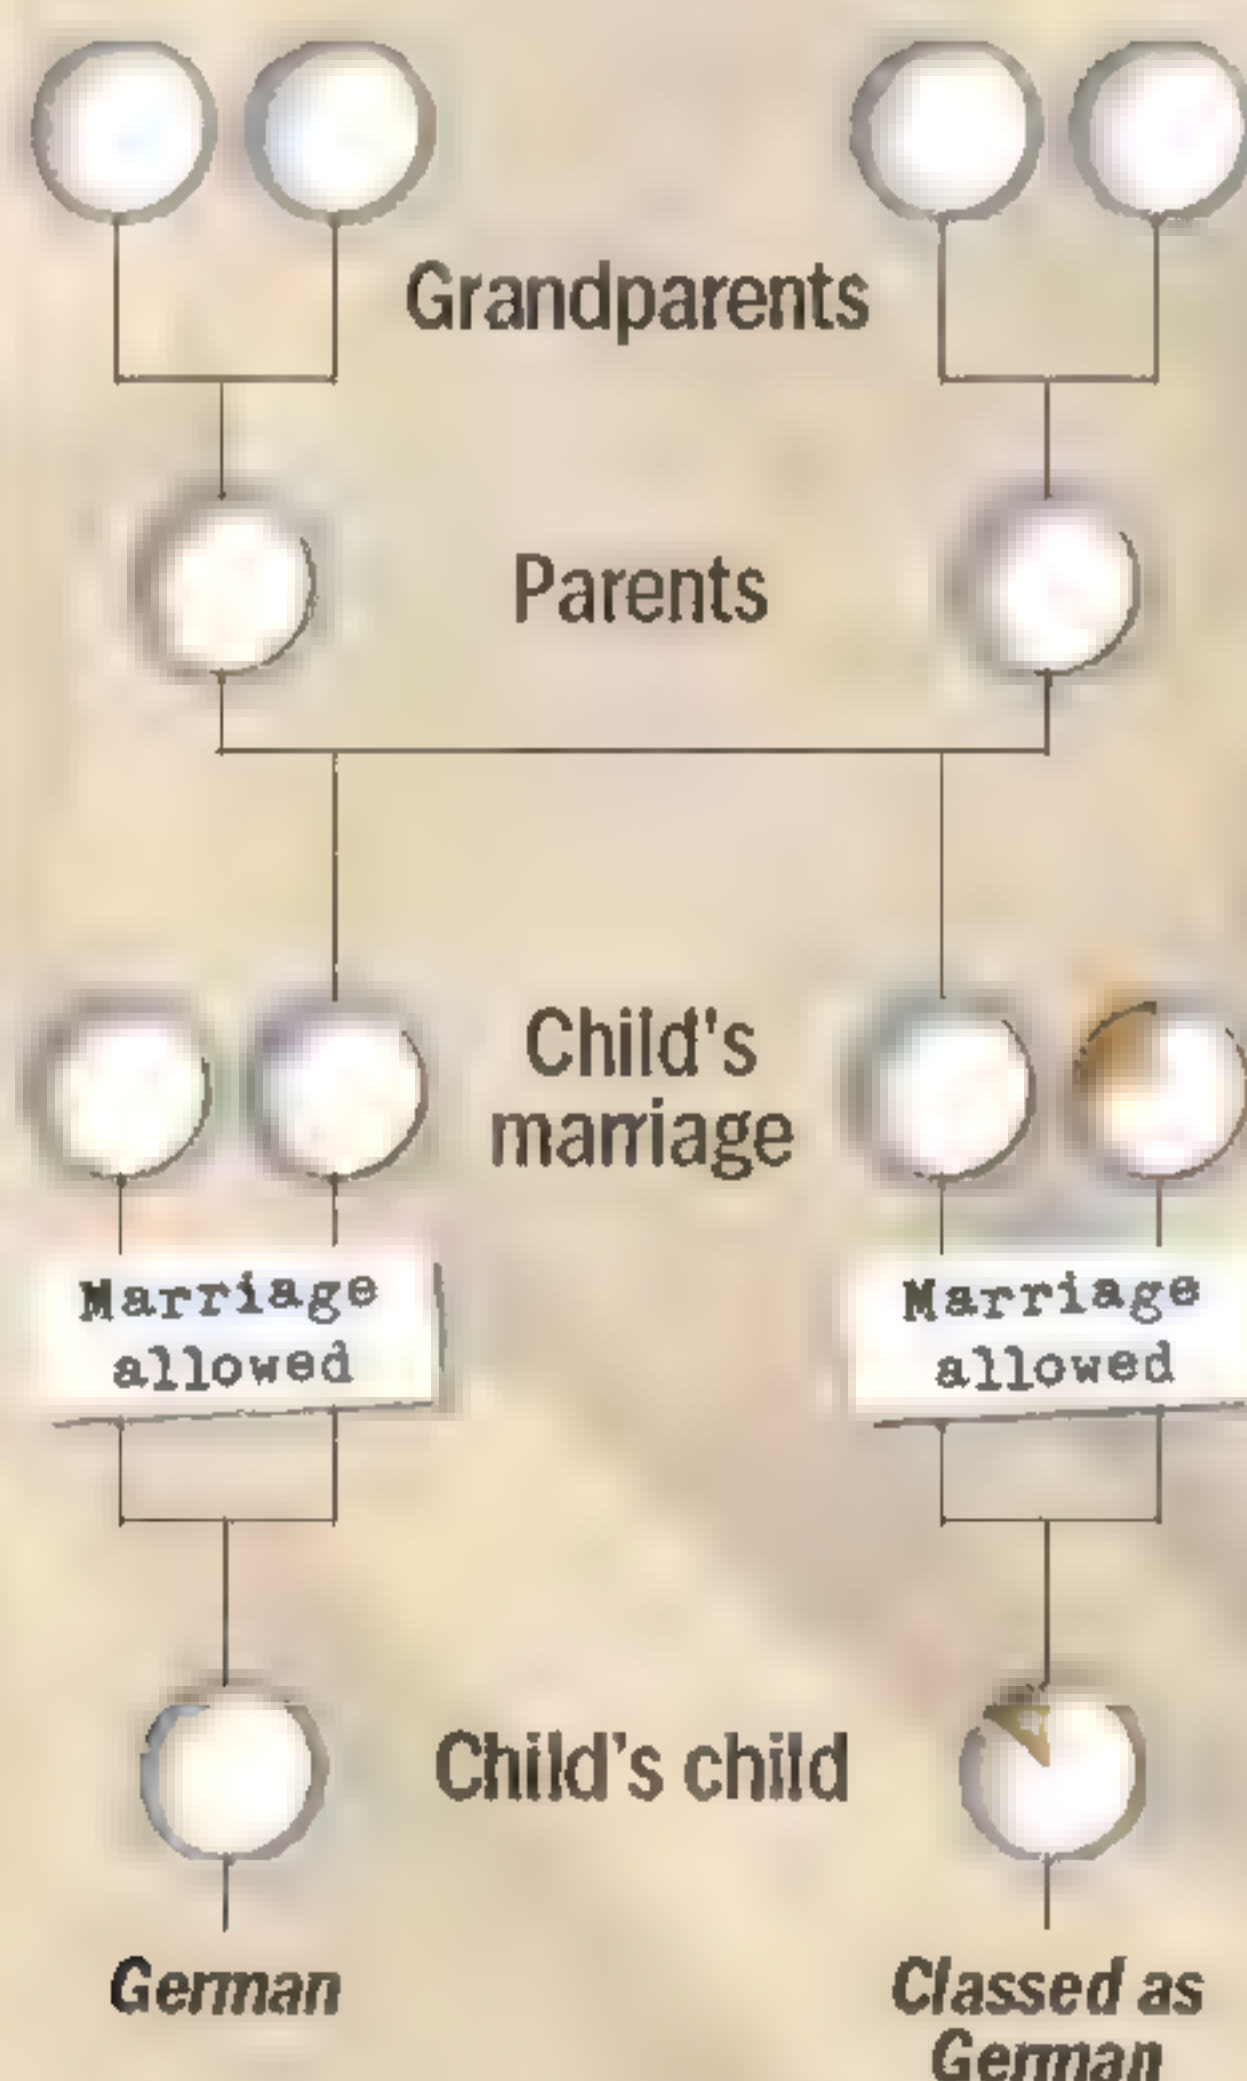 Grandparents
Parents
Child's
marriage
Marriage
allowed
Marriage
allowed
Child's child
German
Classed as
German